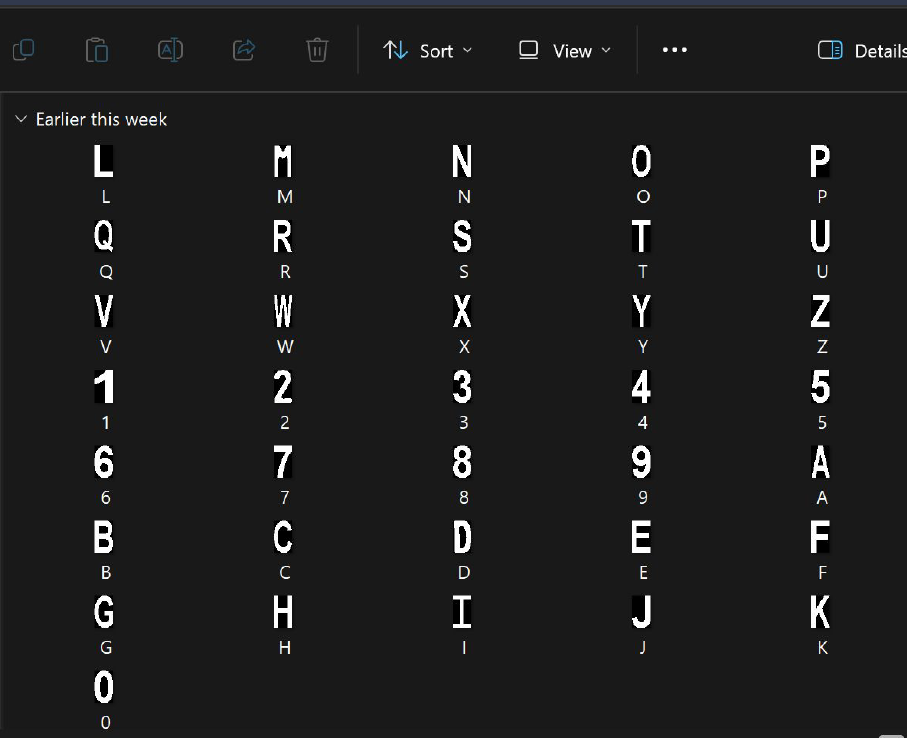 Sort View ••• Details
Earlier this week
L M N O P
L M N O P
Q R S T U
Q R S T U
V W X Y Z
V W X Y Z
1 2 3 4 5
1 2 3 4 5
6 7 8 9 A
6 7 8 9 A
B C D E F
B C D E F
G H I J K
G H I J K
0
0